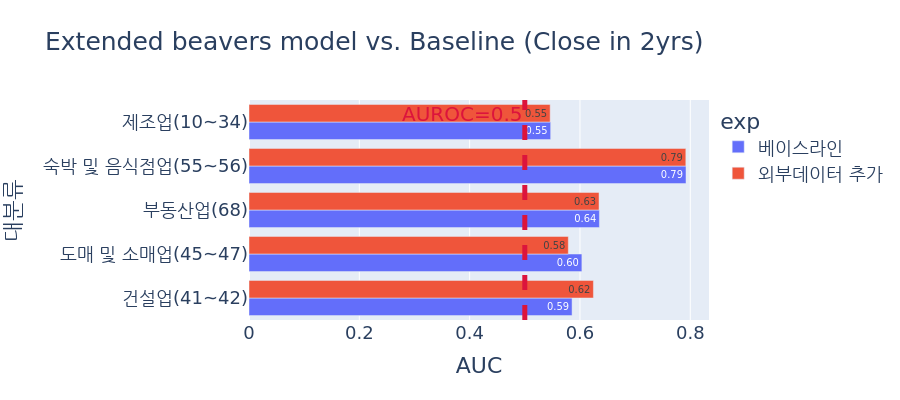 Extended beavers model vs. Baseline (Close in 2yrs)
AUROC=0.5
제조업(10~34)
0.55
0.55
숙박 및 음식점업(55~56)
0.79
0.79
부동산업(68)
0.63
0.64
도매 및 소매업(45~47)
0.58
0.60
건설업(41~42)
0.62
0.59
대분류
0
0.2
0.4
0.6
0.8
AUC
exp
베이스라인
외부데이터 추가